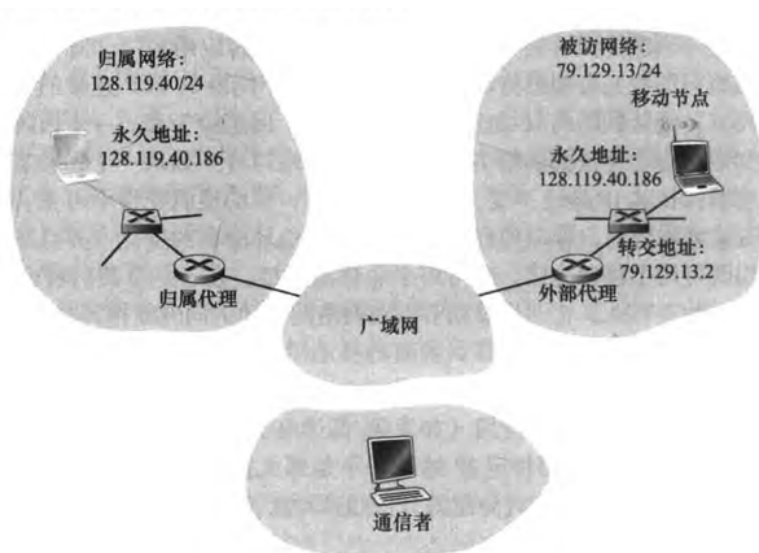 归属网络：
128.119.40/24
永久地址：
128.119.40.186
归属代理
被访网络：
79.129.13/24
移动节点
永久地址：
128.119.40.186
转交地址：
79.129.13.2
外部代理
广域网
通信者